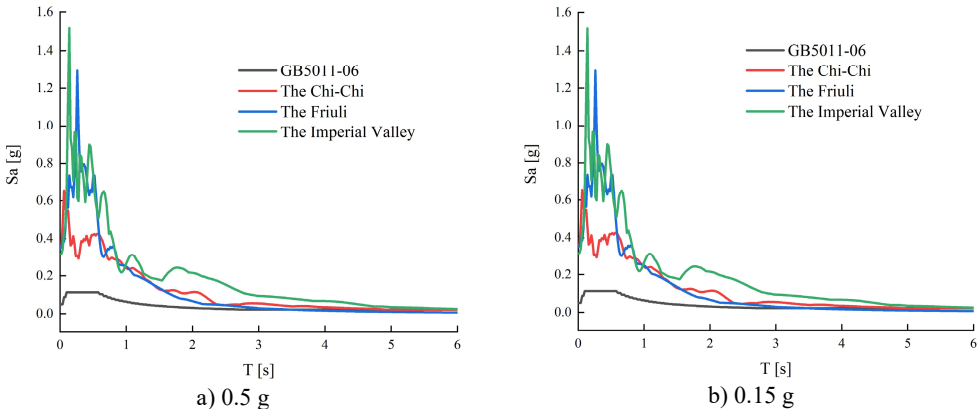 1.6
1.4
1.2
1.0
0.8
0.6
0.4
0.2
0.0
Sa [g]
GB5011-06
The Chi-Chi
The Friuli
The Imperial Valley
0 1 2 3 4 5 6
T [s]
a) 0.5 g
1.6
1.4
1.2
1.0
0.8
0.6
0.4
0.2
0.0
Sa [g]
GB5011-06
The Chi-Chi
The Friuli
The Imperial Valley
0 1 2 3 4 5 6
T [s]
b) 0.15 g